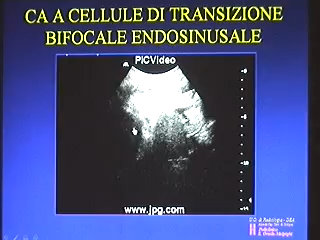 CA A CELLULE DI TRANSIZIONE
BIFOCALE ENDOSINUSALE
PICVideo
www.jpg.com